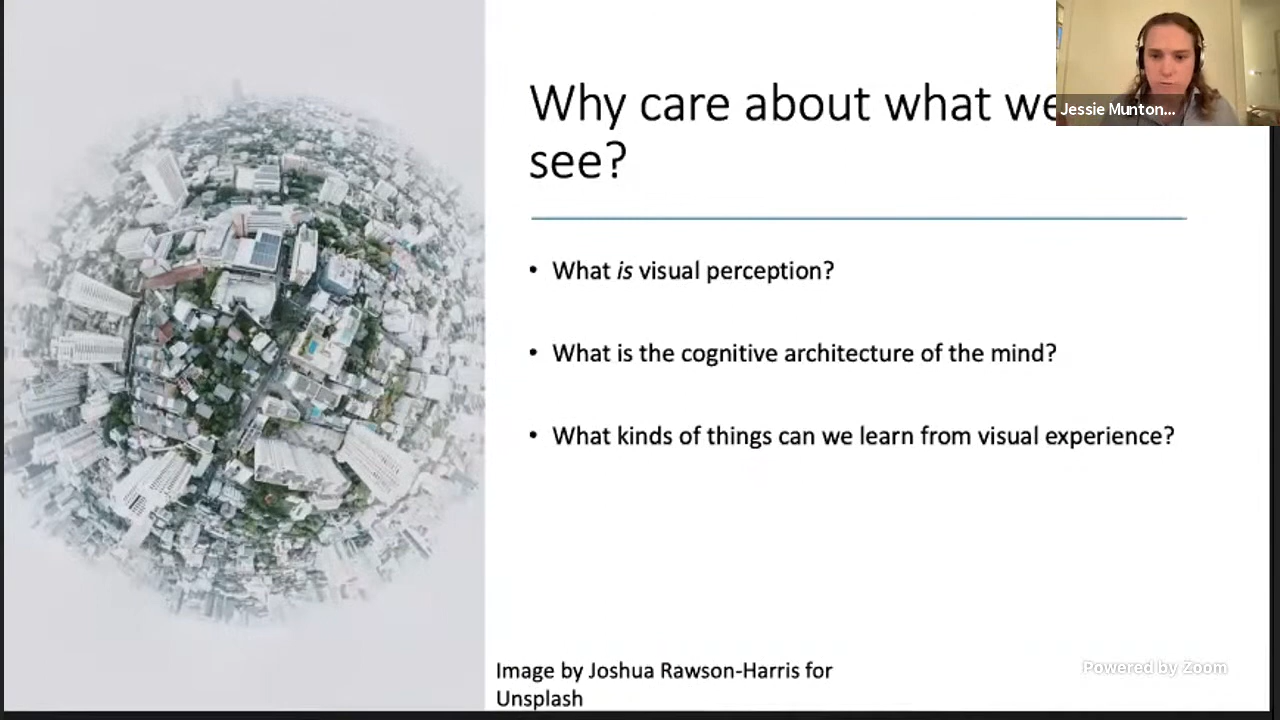 Why care about what we
see?
Jessie Munton...
• What is visual perception?
• What is the cognitive architecture of the mind?
• What kinds of things can we learn from visual experience?
Image by Joshua Rawson-Harris for
Unsplash
Powered by Zoom